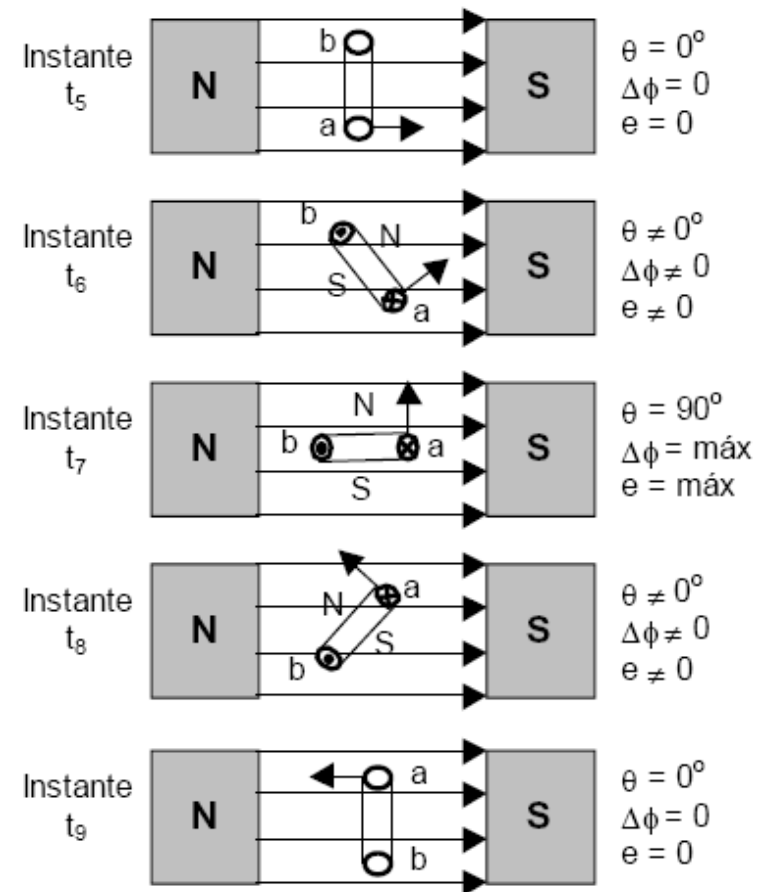 Instante
t₅
N
b
a
S
θ = 0º
Δϕ = 0
e = 0
Instante
t₆
N
b
N
S
a
S
θ ≠ 0º
Δϕ ≠ 0
e ≠ 0
Instante
t₇
N
N
b
a
S
S
θ = 90º
Δϕ = máx
e = máx
Instante
t₈
N
a
N
S
b
S
θ ≠ 0º
Δϕ ≠ 0
e ≠ 0
Instante
t₉
N
a
b
S
θ = 0º
Δϕ = 0
e = 0